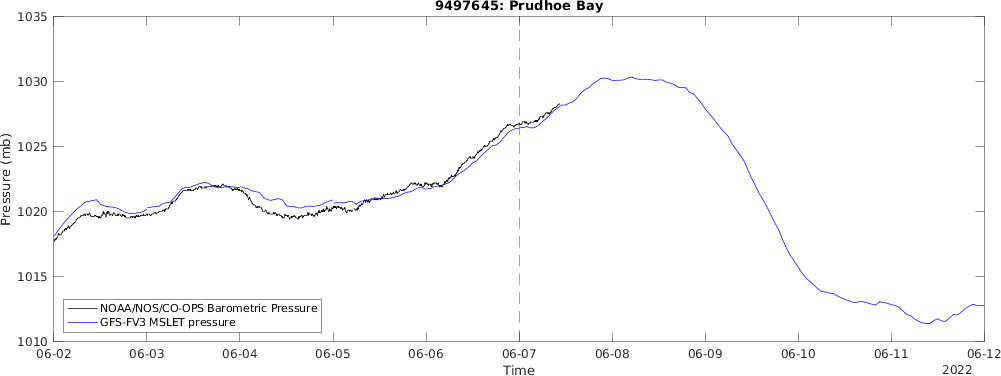 9497645: Prudhoe Bay
1035
1030
1025
1020
1015
1010
Pressure (mb)
NOAA/NOS/CO-OPS Barometric Pressure
GFS-FV3 MSLET pressure
06-02 06-03 06-04 06-05 06-06 06-07 06-08 06-09 06-10 06-11 06-12
Time
2022